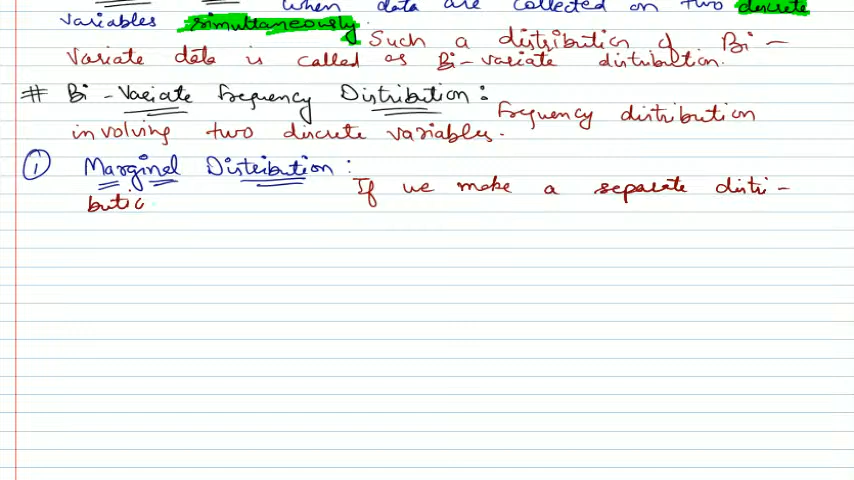 when data are collected on two discrete
variables simultaneously. Such a distribution of Bi-
variate data is called as Bi-variate distribution.
# Bi-Variate Frequency Distribution: Frequency distribution
involving two discrete variables.
① Marginal Distribution: If we make a separate distri-
butio